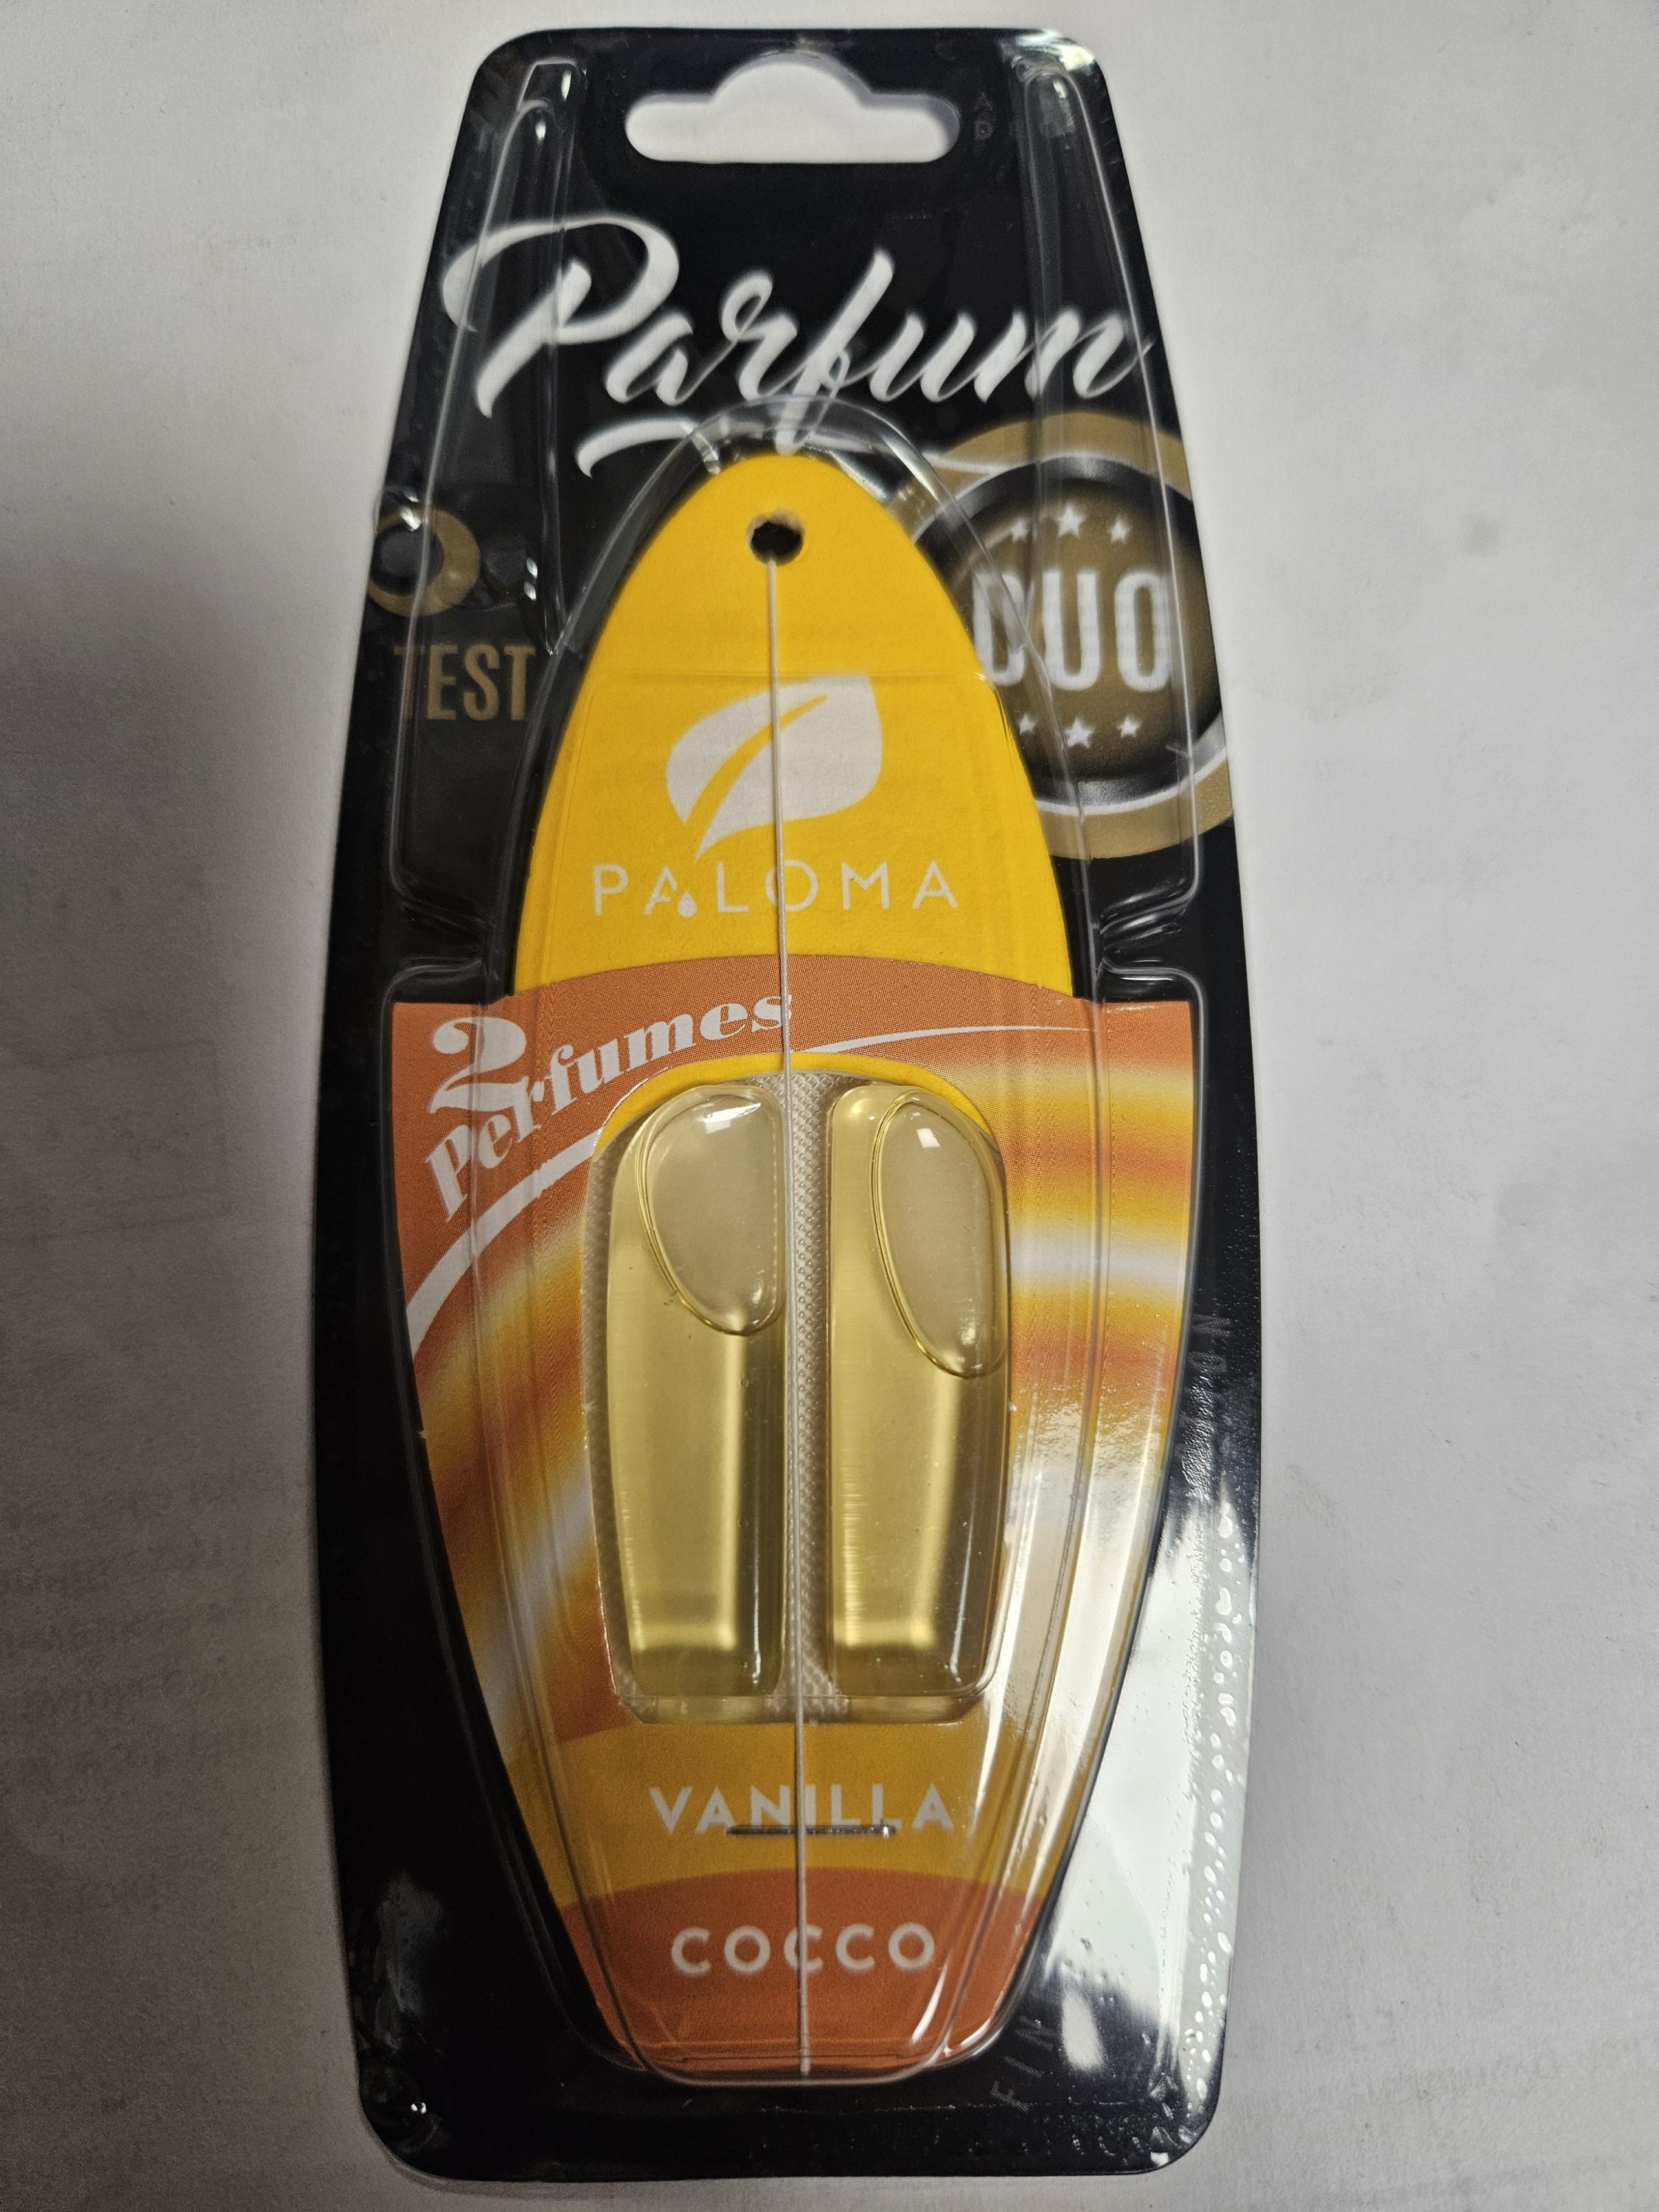 Parfum
TEST
DUO
PALOMA
2
Perfumes
VANILLA
COCCO